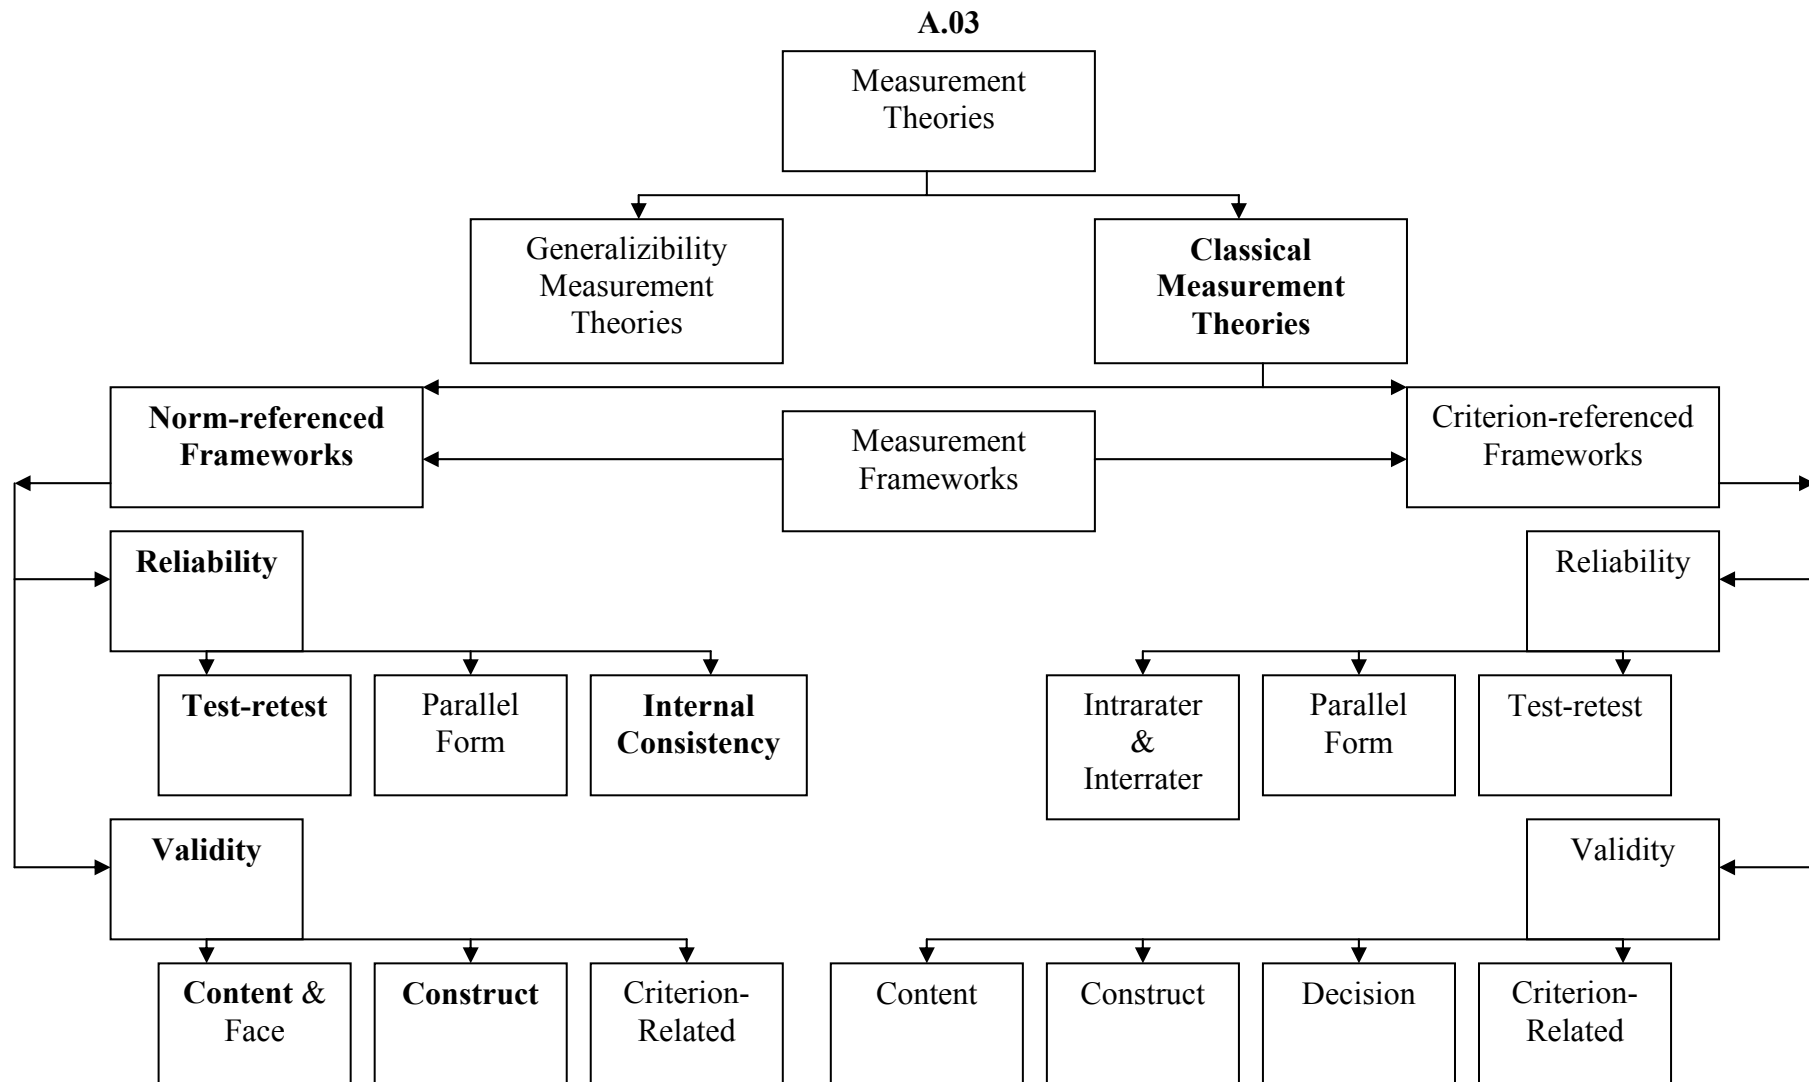 A.03
Measurement
Theories
Generalizibility
Measurement
Theories
Classical
Measurement
Theories
Norm-referenced
Frameworks
Measurement
Frameworks
Criterion-referenced
Frameworks
Reliability
Reliability
Test-retest
Parallel
Form
Internal
Consistency
Intrarater
&
Interrater
Parallel
Form
Test-retest
Validity
Validity
Content &
Face
Construct
Criterion-
Related
Content
Construct
Decision
Criterion-
Related